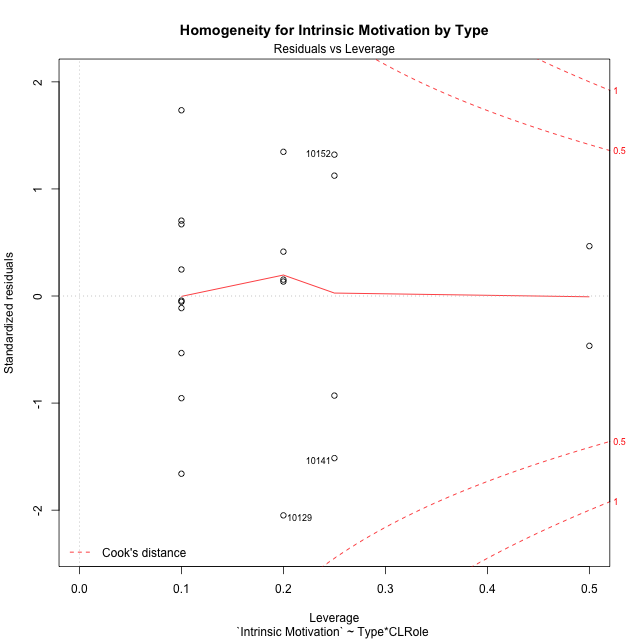 Homogeneity for Intrinsic Motivation by Type
Residuals vs Leverage
Standardized residuals
2
1
0
-1
-2
1
0.5
0.5
1
10152
10141
10129
Cook's distance
0.0 0.1 0.2 0.3 0.4 0.5
Leverage
`Intrinsic Motivation` ~ Type*CLRole